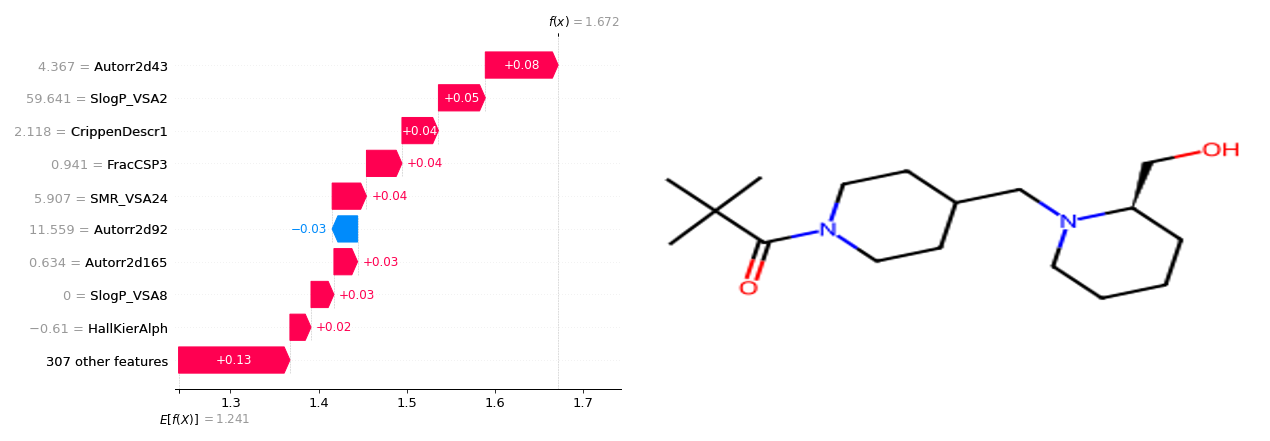 f(x) = 1.672
4.367 = Autorr2d43
+0.08
59.641 = SlogP_VSA2
+0.05
2.118 = CrippenDescr1
+0.04
0.941 = FracCSP3
+0.04
5.907 = SMR_VSA24
+0.04
11.559 = Autorr2d92
−0.03
0.634 = Autorr2d165
+0.03
0 = SlogP_VSA8
+0.03
−0.61 = HallKierAlph
+0.02
307 other features
+0.13
1.3 1.4 1.5 1.6 1.7
E[f(X)] = 1.241
OH
N
N
O